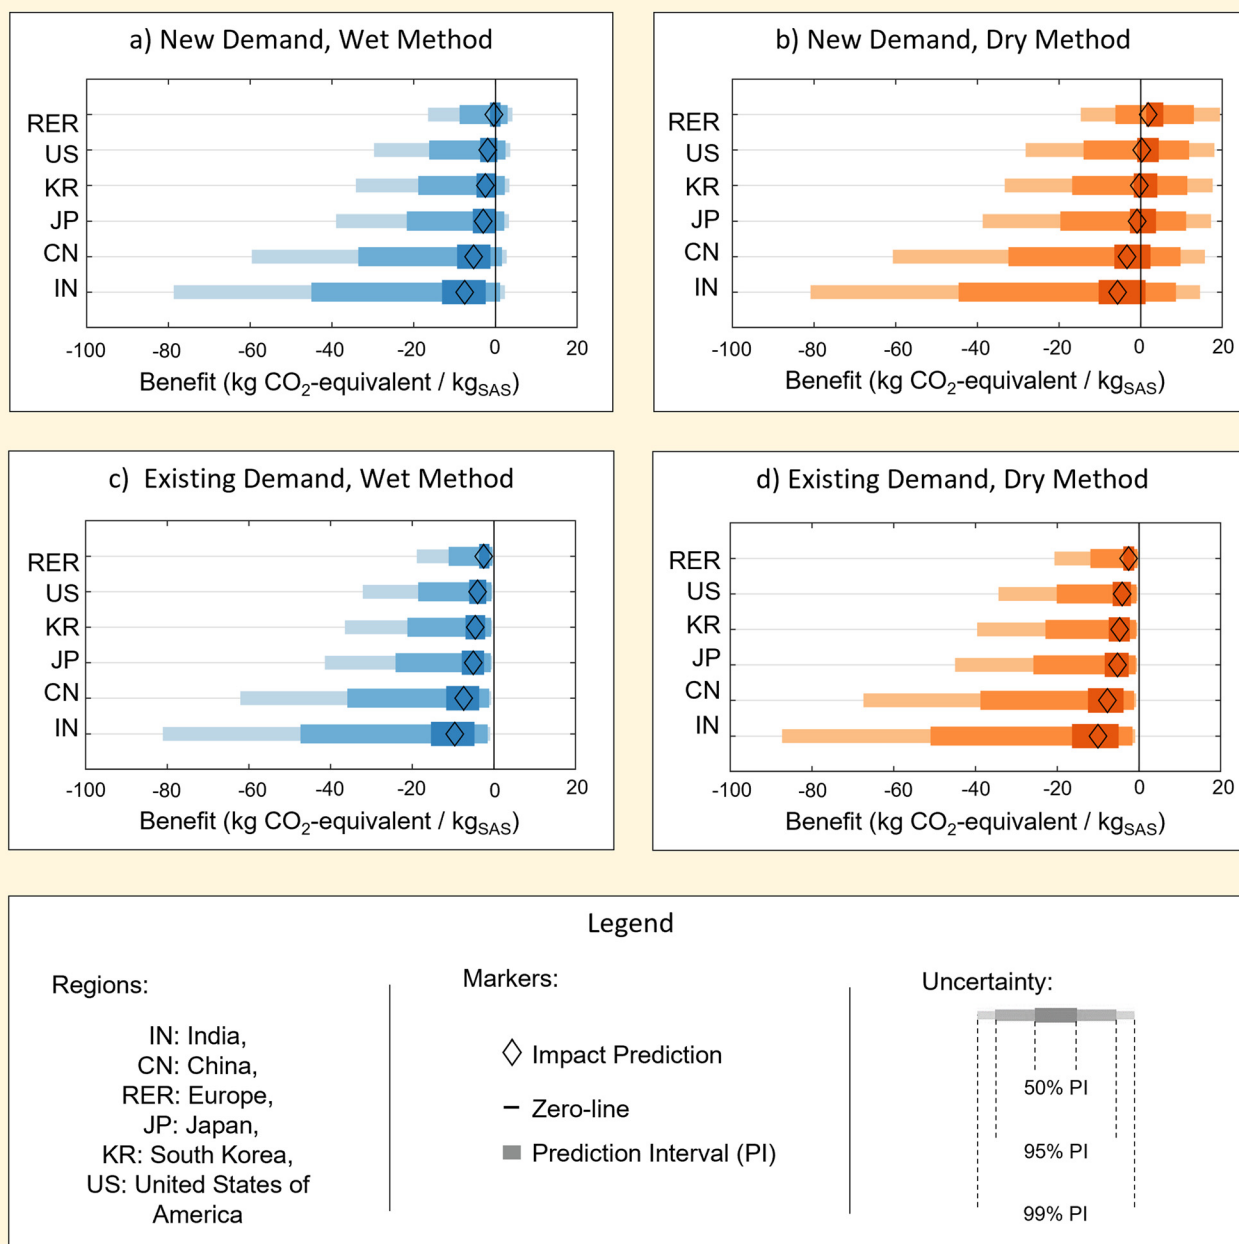 a) New Demand, Wet Method
RER
US
KR
JP
CN
IN
-100 -80 -60 -40 -20 0 20
Benefit (kg CO₂-equivalent / kgSAS)
b) New Demand, Dry Method
RER
US
KR
JP
CN
IN
-100 -80 -60 -40 -20 0 20
Benefit (kg CO₂-equivalent / kgSAS)
c) Existing Demand, Wet Method
RER
US
KR
JP
CN
IN
-100 -80 -60 -40 -20 0 20
Benefit (kg CO₂-equivalent / kgSAS)
d) Existing Demand, Dry Method
RER
US
KR
JP
CN
IN
-100 -80 -60 -40 -20 0 20
Benefit (kg CO₂-equivalent / kgSAS)
Legend
Regions:
IN: India,
CN: China,
RER: Europe,
JP: Japan,
KR: South Korea,
US: United States of
America
Markers:
Impact Prediction
Zero-line
Prediction Interval (PI)
Uncertainty:
50% PI
95% PI
99% PI